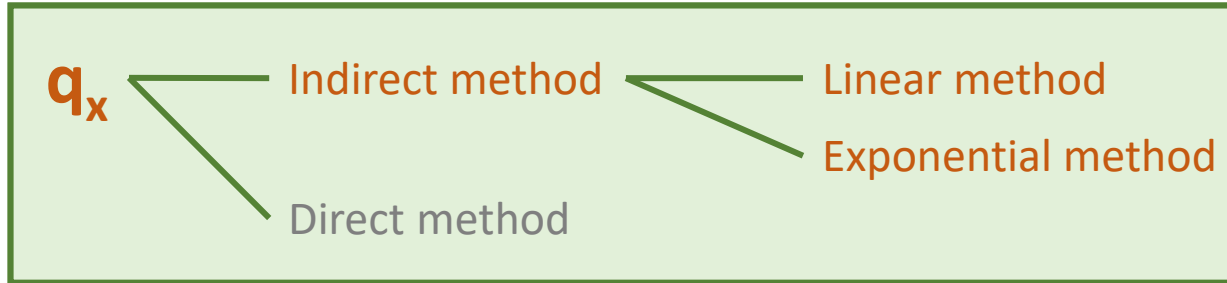 qx
Indirect method
Linear method
Exponential method
Direct method